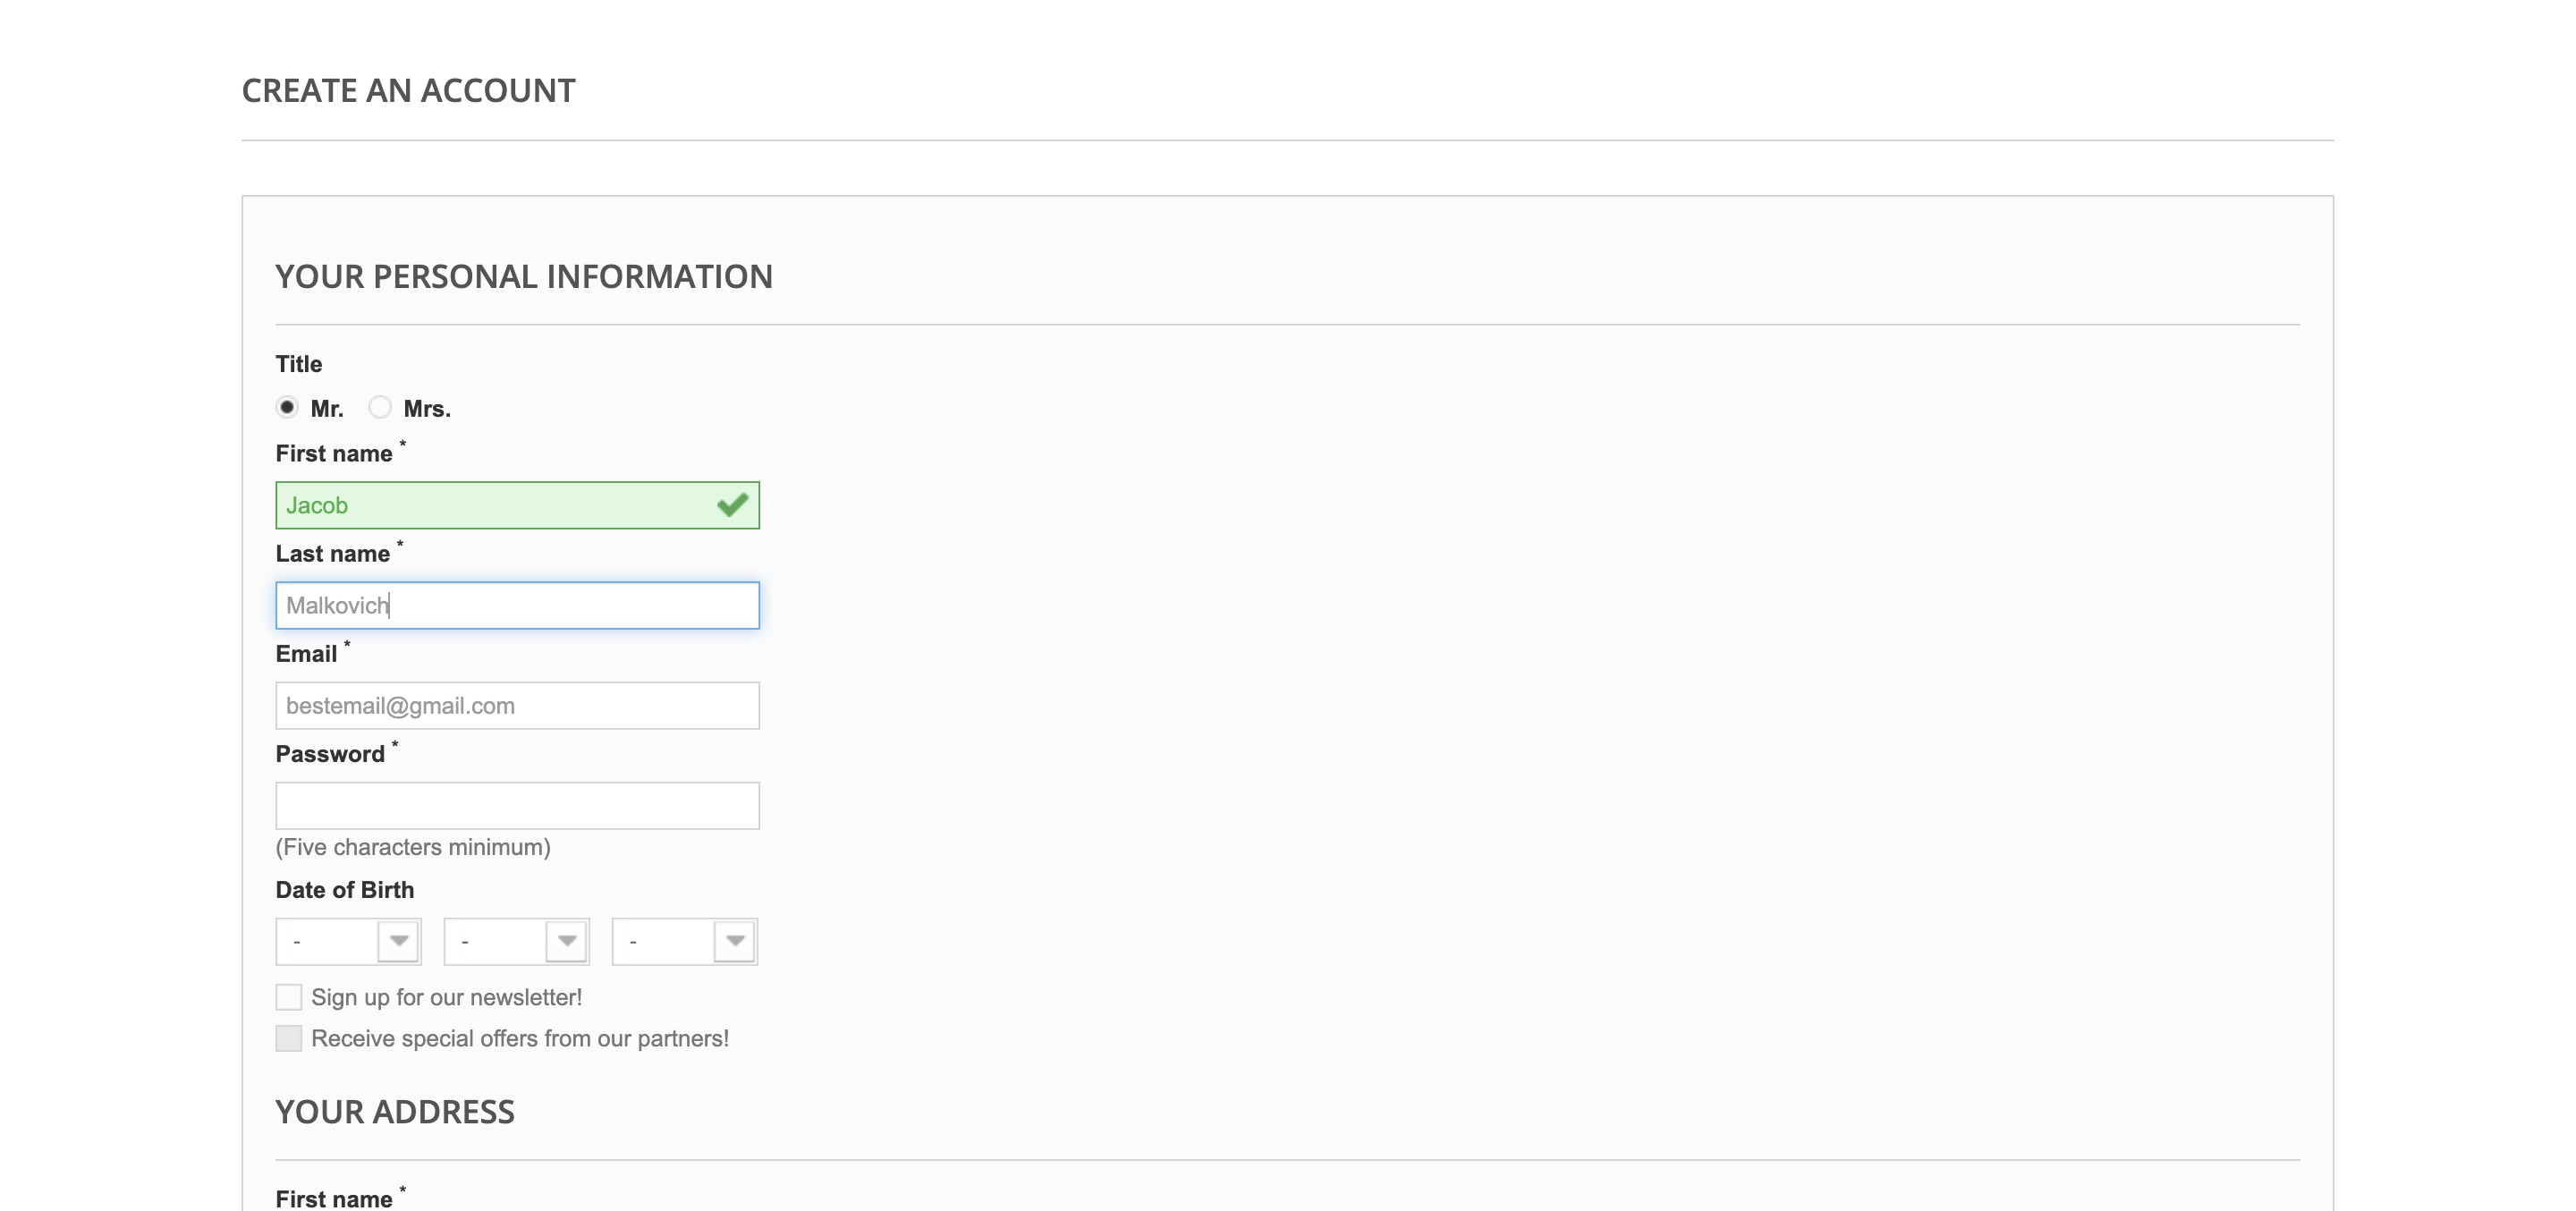 CREATE AN ACCOUNT
YOUR PERSONAL INFORMATION
Title
Mr. Mrs.
First name *
Jacob
Last name *
Malkovich
Email *
bestemail@gmail.com
Password *
(Five characters minimum)
Date of Birth
- - -
Sign up for our newsletter!
Receive special offers from our partners!
YOUR ADDRESS
First name *